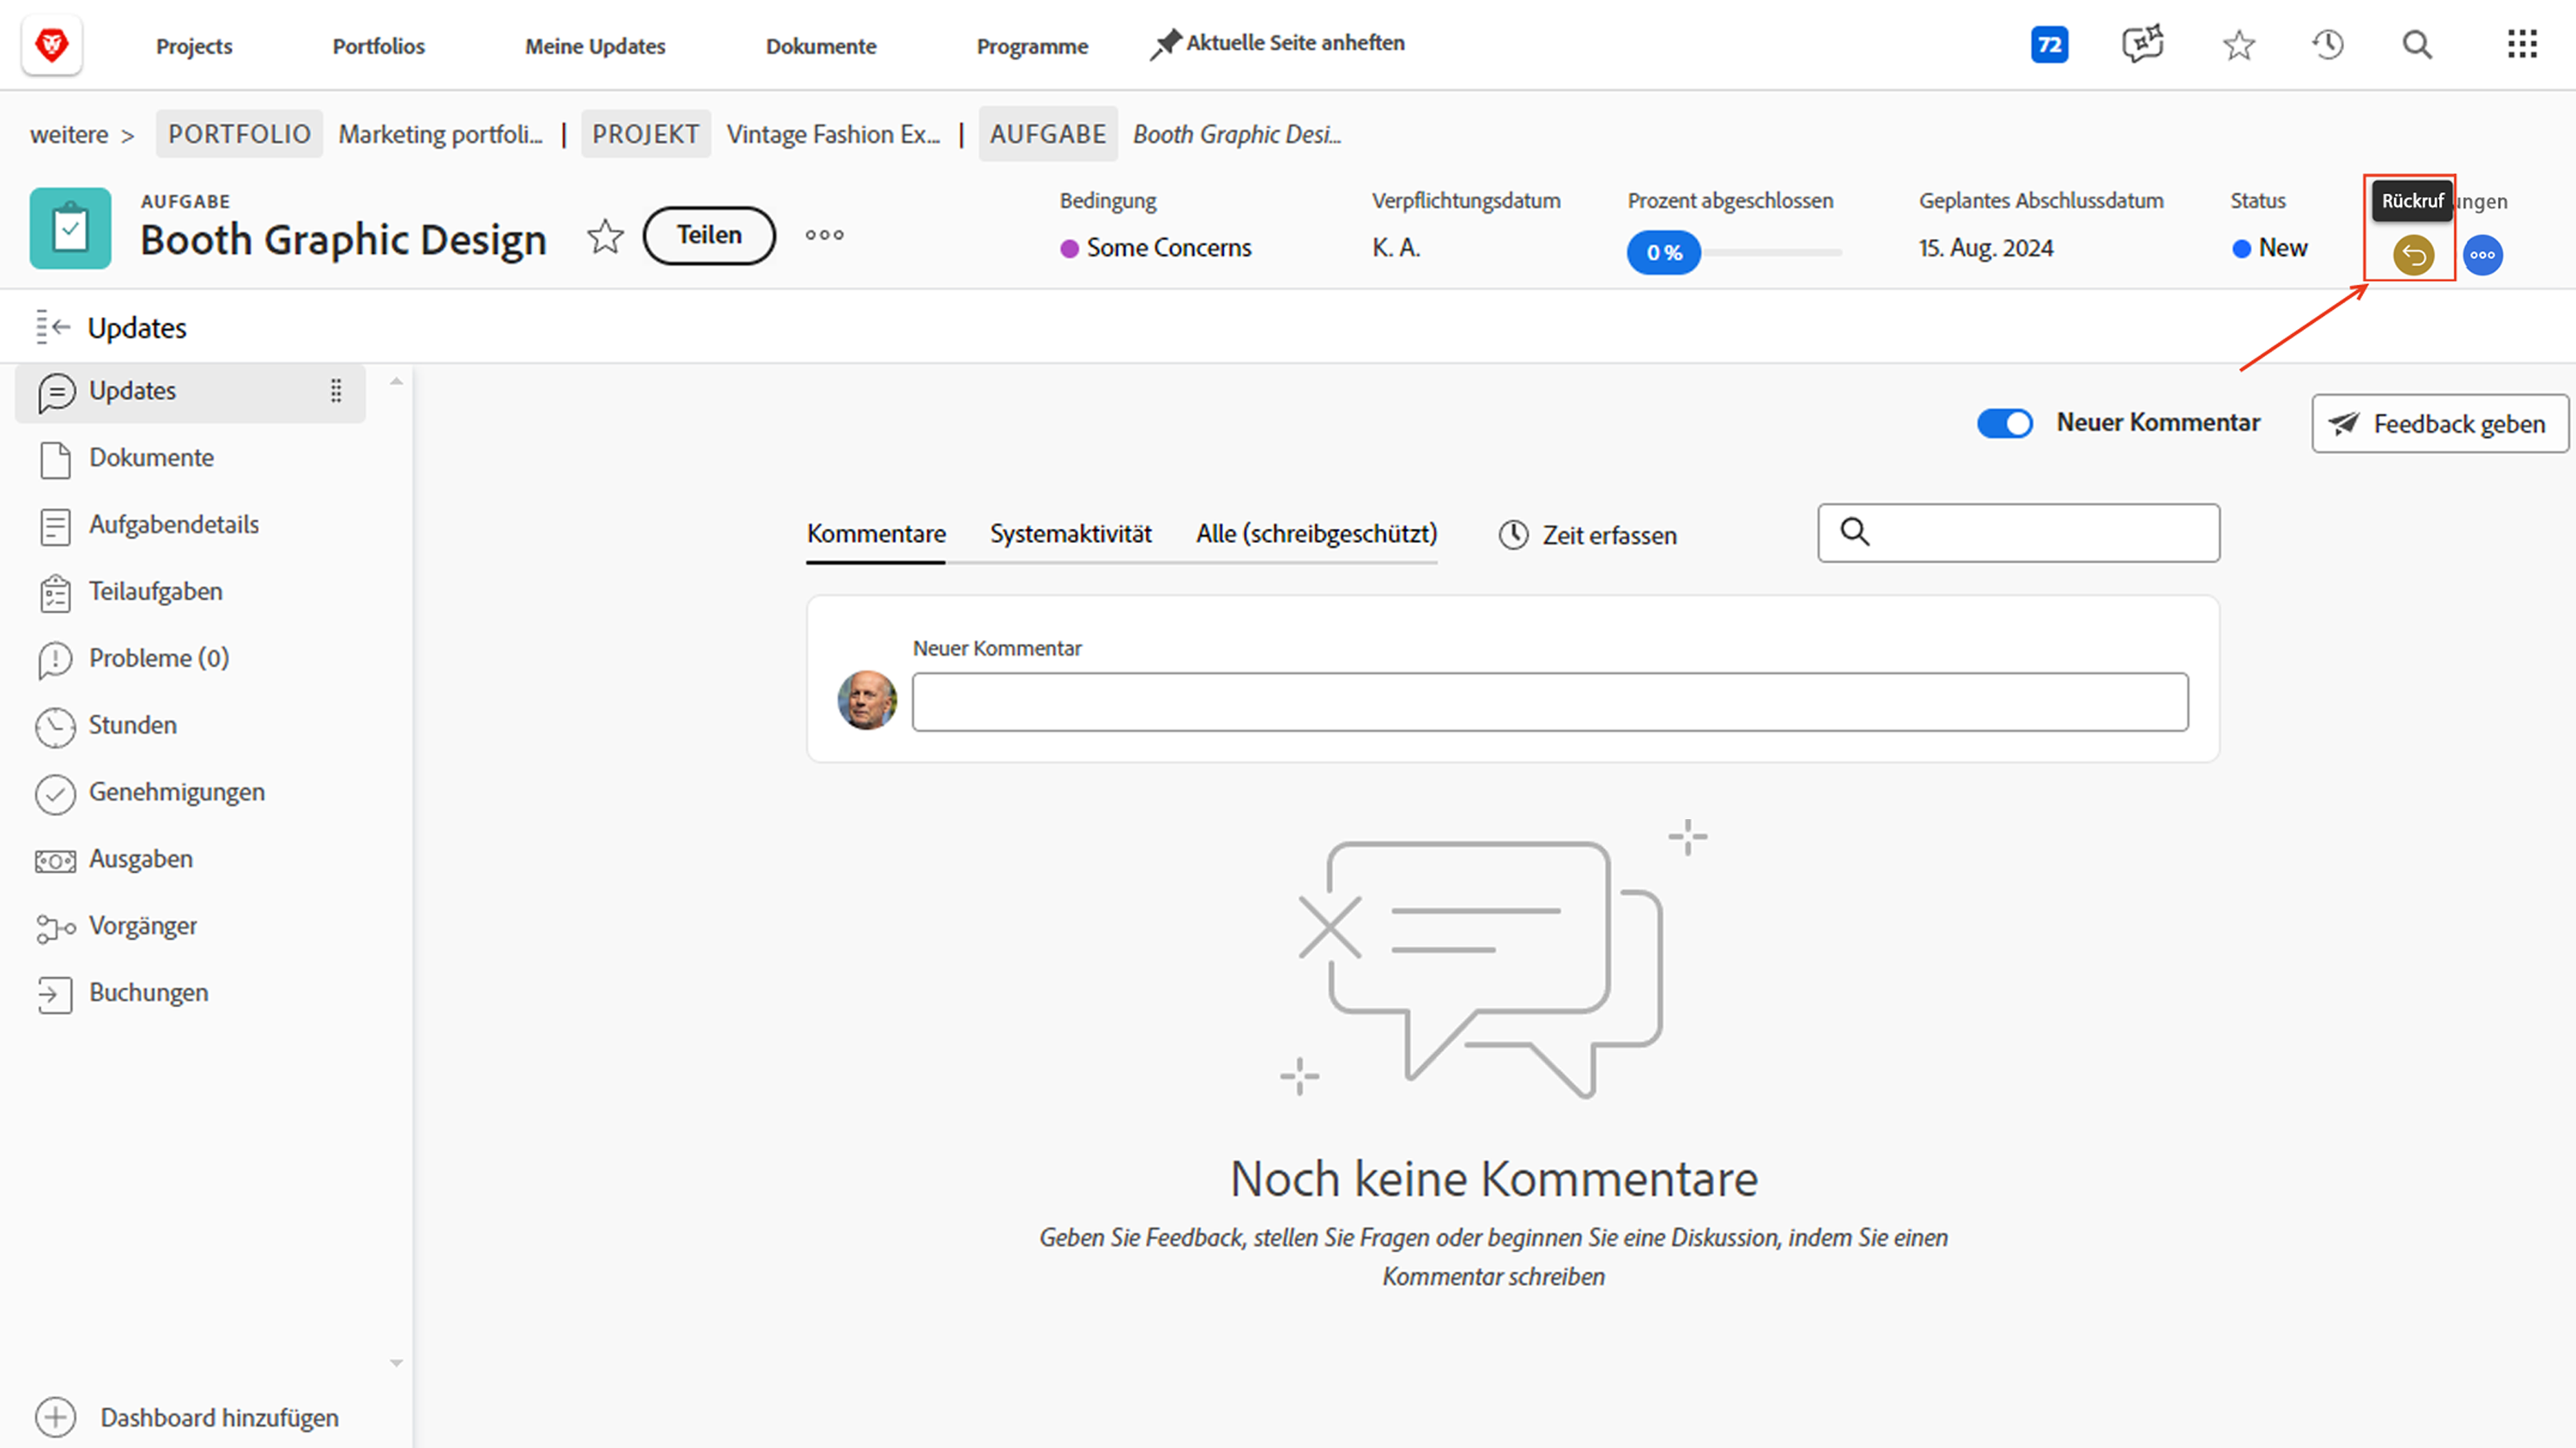 Projects Portfolios Meine Updates Dokumente Programme Aktuelle Seite anheften 72
weitere > PORTFOLIO Marketing portfoli... | PROJEKT Vintage Fashion Ex... | AUFGABE Booth Graphic Desi...
AUFGABE
Booth Graphic Design
Teilen
Bedingung
Some Concerns
Verpflichtungsdatum
K. A.
Prozent abgeschlossen
0 %
Geplantes Abschlussdatum
15. Aug. 2024
Status
New
Rückruf
Updates
Updates
Dokumente
Aufgabendetails
Teilaufgaben
Probleme (0)
Stunden
Genehmigungen
Ausgaben
Vorgänger
Buchungen
Dashboard hinzufügen
Neuer Kommentar
Feedback geben
Kommentare Systemaktivität Alle (schreibgeschützt) Zeit erfassen
Neuer Kommentar
Noch keine Kommentare
Geben Sie Feedback, stellen Sie Fragen oder beginnen Sie eine Diskussion, indem Sie einen
Kommentar schreiben